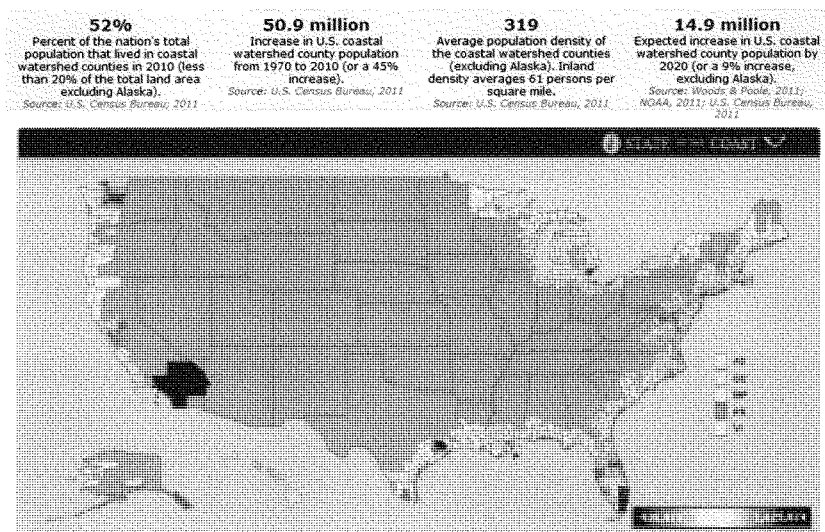 52%
Percent of the nation's total
population that lived in coastal
watershed counties in 2010 (less
than 20% of the total land area
excluding Alaska).
Source: U.S. Census Bureau, 2011
50.9 million
Increase in U.S. coastal
watershed county population
from 1970 to 2010 (or a 45%
increase).
Source: U.S. Census Bureau, 2011
319
Average population density of
the coastal watershed counties
(excluding Alaska). Inland
density averages 61 persons per
square mile.
Source: U.S. Census Bureau, 2011
14.9 million
Expected increase in U.S. coastal
watershed county population by
2020 (or a 9% increase,
excluding Alaska).
Source: Woods & Poole, 2011;
NOAA, 2011; U.S. Census Bureau,
2011
STATE COAST